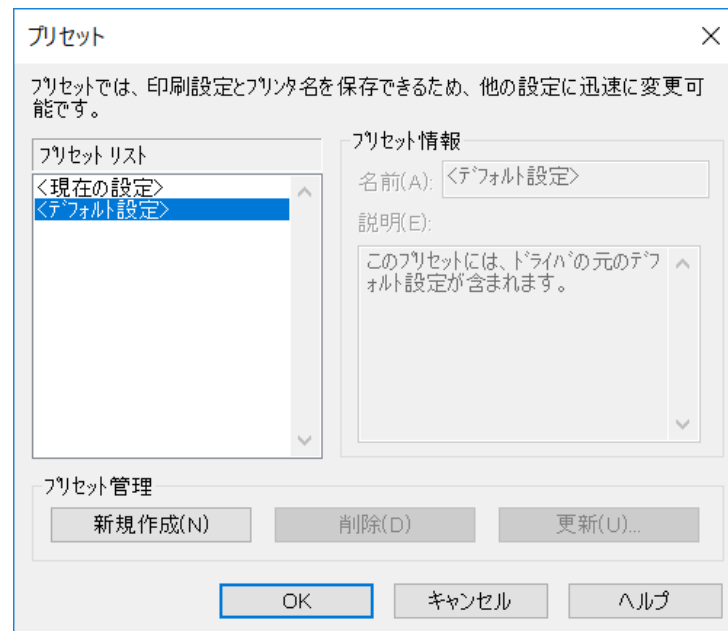 プリセット
プリセットでは、印刷設定とプリンタ名を保存できるため、他の設定に迅速に変更可
能です。
プリセット リスト
<現在の設定>
<デフォルト設定>
プリセット情報
名前(A): <デフォルト設定>
説明(E):
このプリセットには、ドライバの元のデフ
ォルト設定が含まれます。
プリセット管理
新規作成(N) 削除(D) 更新(U)...
OK キャンセル ヘルプ